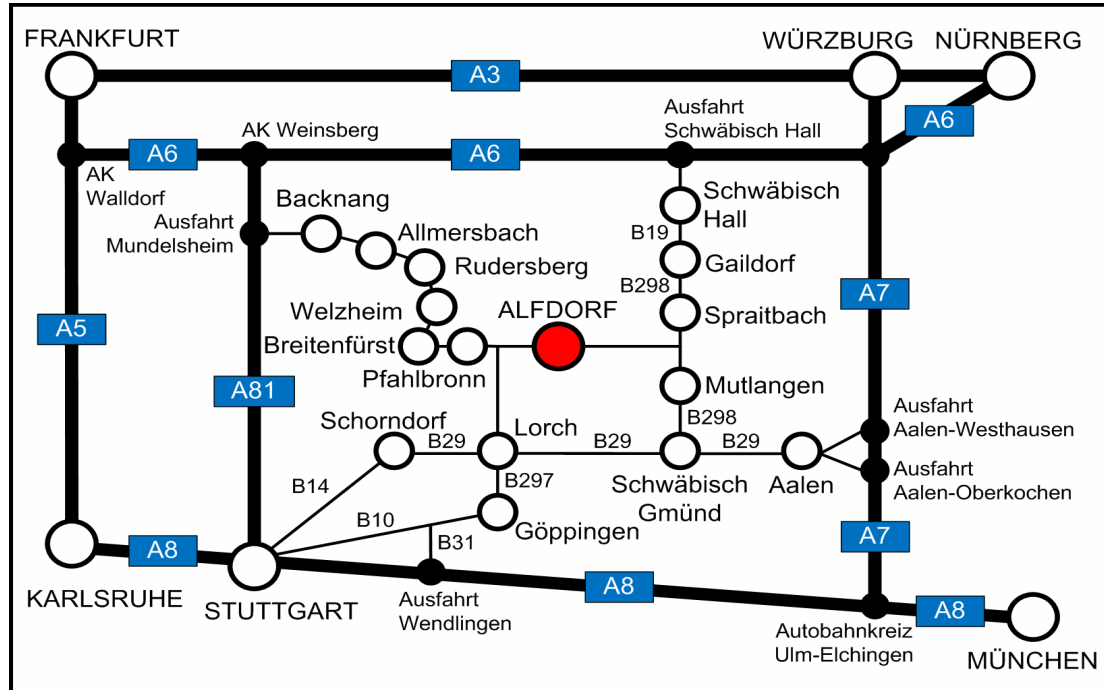 FRANKFURT
WÜRZBURG
NÜRNBERG
A3
Ausfahrt
Schwäbisch Hall
A6
AK Weinsberg
A6
A6
AK
Walldorf
Ausfahrt
Mundelsheim
Backnang
Allmersbach
Rudersberg
Schwäbisch
Hall
B19
Gaildorf
B298
Welzheim
ALFDORF
Spraitbach
A7
A5
Breitenfürst
Pfahlbronn
Mutlangen
A81
Schorndorf
Lorch
B298
Ausfahrt
Aalen-Westhausen
B29
B29
B29
B14
B297
Schwäbisch
Gmünd
Aalen
Ausfahrt
Aalen-Oberkochen
B10
Göppingen
B31
A7
A8
KARLSRUHE
STUTTGART
Ausfahrt
Wendlingen
A8
A8
Autobahnkreiz
Ulm-Elchingen
MÜNCHEN